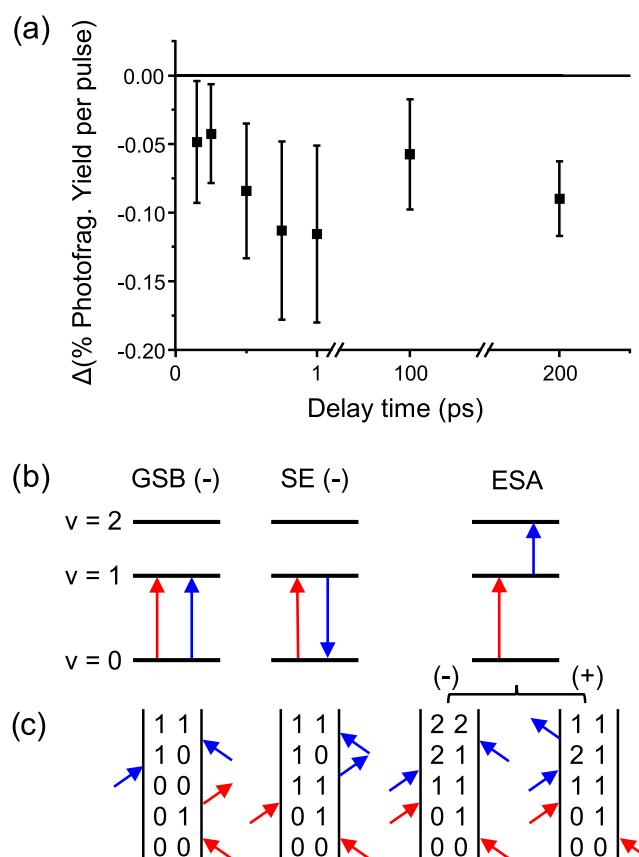 (a)
Δ(% Photofrag. Yield per pulse)
0.00
-0.05
-0.10
-0.15
-0.20
0 1 100 200
Delay time (ps)
(b)
GSB (-) SE (-) ESA
v = 2
v = 1
v = 0
(-) (+)
(c)
1 1 1 1 2 2 1 1
1 0 1 0 2 1 2 1
0 0 1 1 1 1 1 1
0 1 0 1 0 1 0 1
0 0 0 0 0 0 0 0